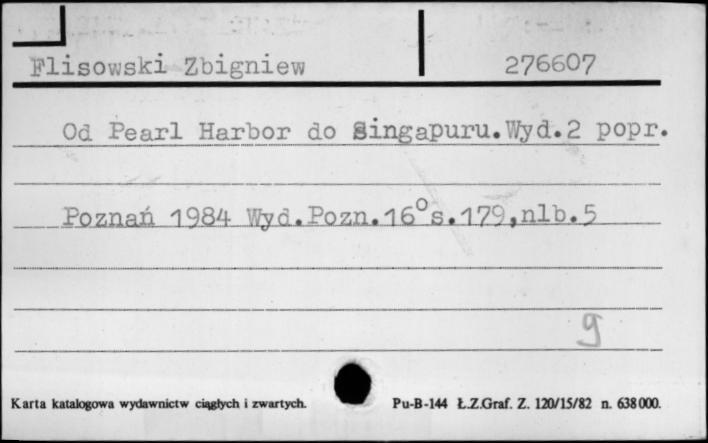 Flisowski Zbigniew 276607
Od Pearl Harbor do Singapuru.Wyd.2 popr.
Poznań 1984 Wyd.Pozn.16°s.179,nlb.5
g
Karta katalogowa wydawnictw ciągłych i zwartych. Pu-B-144 Ł.Z.Graf. Z. 120/15/82 n. 638000.